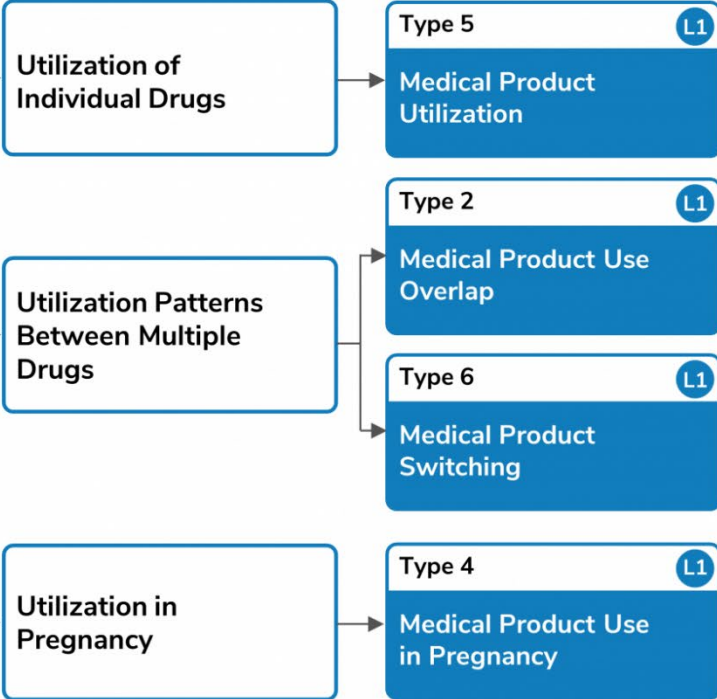 Utilization of
Individual Drugs
Type 5
L1
Medical Product
Utilization
Utilization Patterns
Between Multiple
Drugs
Type 2
L1
Medical Product Use
Overlap
Type 6
L1
Medical Product
Switching
Utilization in
Pregnancy
Type 4
L1
Medical Product Use
in Pregnancy